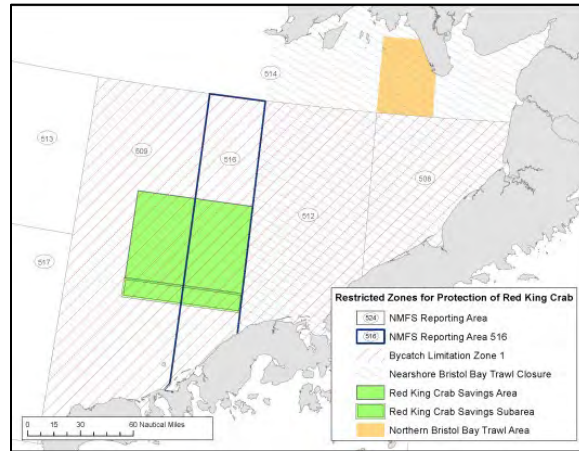 514
513
509
516
508
512
517
Restricted Zones for Protection of Red King Crab
524 NMFS Reporting Area
516 NMFS Reporting Area 516
Bycatch Limitation Zone 1
Nearshore Bristol Bay Trawl Closure
Red King Crab Savings Area
Red King Crab Savings Subarea
Northern Bristol Bay Trawl Area
0 15 30 60 Nautical Miles